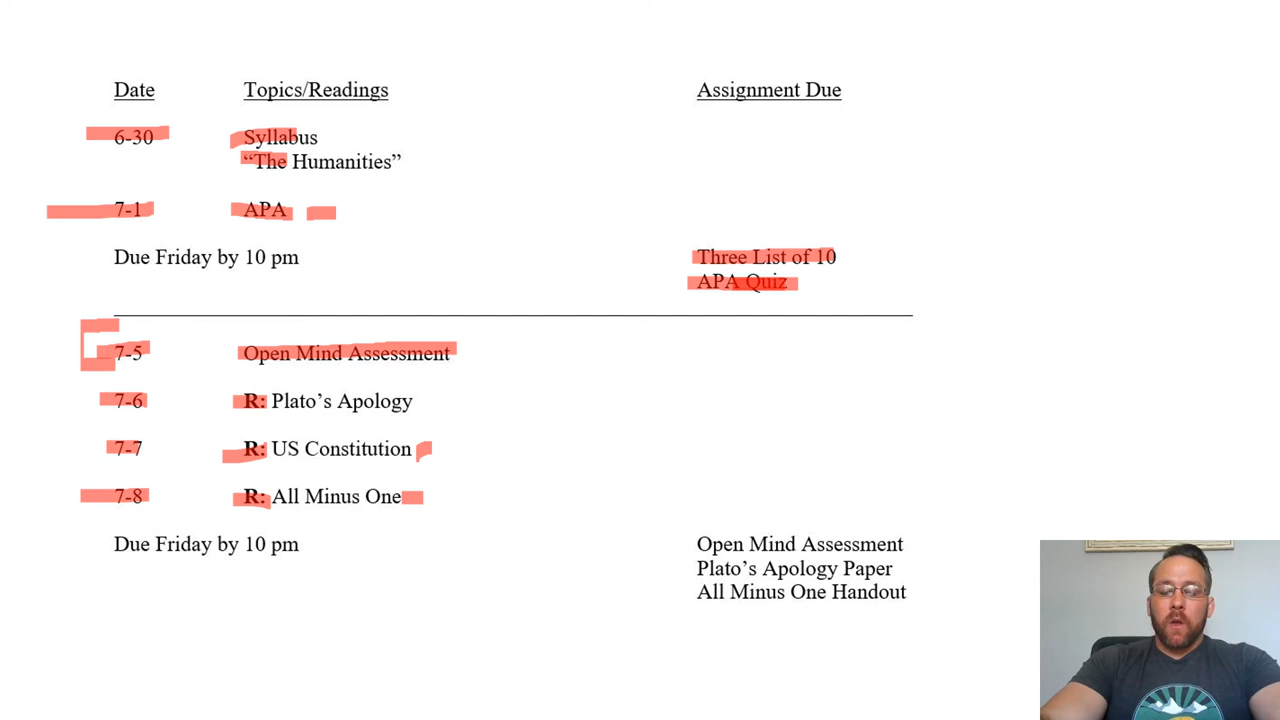 Date Topics/Readings Assignment Due
6-30 Syllabus
“The Humanities”
7-1 APA
Due Friday by 10 pm Three List of 10
APA Quiz
7-5 Open Mind Assessment
7-6 R: Plato’s Apology
7-7 R: US Constitution
7-8 R: All Minus One
Due Friday by 10 pm Open Mind Assessment
Plato’s Apology Paper
All Minus One Handout